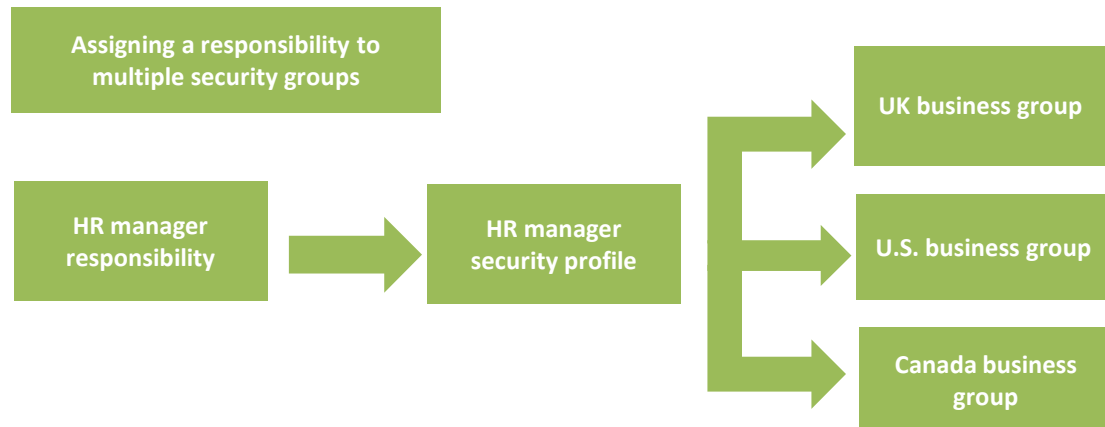 Assigning a responsibility to
multiple security groups
UK business group
HR manager
responsibility
HR manager
security profile
U.S. business group
Canada business
group